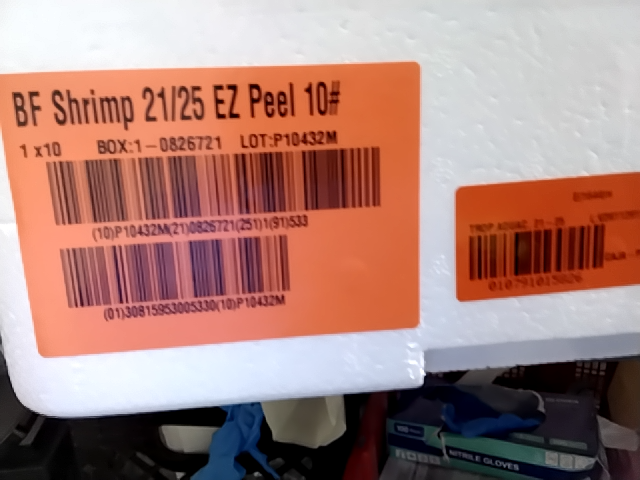 BF Shrimp 21/25 EZ Peel 10#
1 x10 BOX:1-0826721 LOT:P10432M
(10)P10432M(21)0826721(251)1(91)533
(01)30815953005330(10)P10432M
NITRILE GLOVES